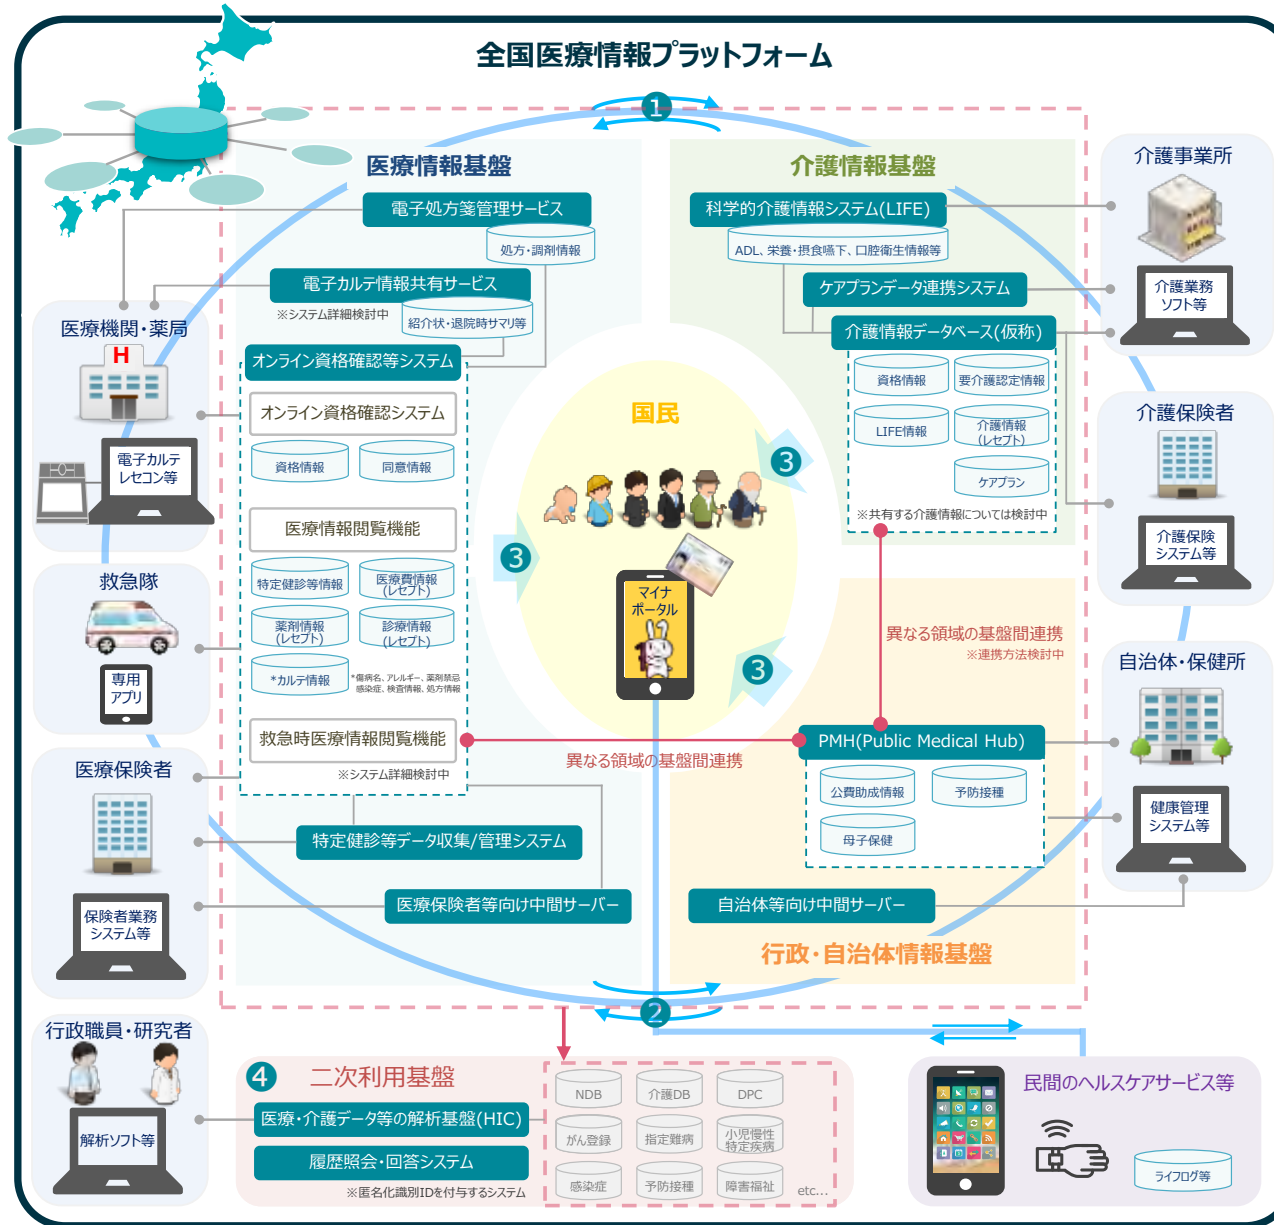 全国医療情報プラットフォーム
1
医療情報基盤
電子処方箋管理サービス
処方・調剤情報
電子カルテ情報共有サービス
※システム詳細検討中
紹介状・退院時サマリ等
オンライン資格確認等システム
オンライン資格確認システム
資格情報
同意情報
医療情報閲覧機能
特定健診等情報
医療費情報
(レセプト)
薬剤情報
(レセプト)
診療情報
(レセプト)
*カルテ情報
*傷病名、アレルギー、薬剤禁忌
感染症、検査情報、処方情報
救急時医療情報閲覧機能
※システム詳細検討中
特定健診等データ収集/管理システム
医療保険者等向け中間サーバー
介護情報基盤
科学的介護情報システム(LIFE)
ADL、栄養・摂食嚥下、口腔衛生情報等
ケアプランデータ連携システム
介護情報データベース(仮称)
資格情報
要介護認定情報
LIFE情報
介護情報
(レセプト)
ケアプラン
※共有する介護情報については検討中
国民
3
3
3
マイナ
ポータル
異なる領域の基盤間連携
※連携方法検討中
異なる領域の基盤間連携
PMH(Public Medical Hub)
公費助成情報
予防接種
母子保健
自治体等向け中間サーバー
行政・自治体情報基盤
2
医療機関・薬局
H
電子カルテ
レセコン等
救急隊
専用
アプリ
医療保険者
保険者業務
システム等
行政職員・研究者
解析ソフト等
介護事業所
介護業務
ソフト等
介護保険者
介護保険
システム等
自治体・保健所
健康管理
システム等
4
二次利用基盤
医療・介護データ等の解析基盤(HIC)
履歴照会・回答システム
※匿名化識別IDを付与するシステム
NDB
介護DB
DPC
がん登録
指定難病
小児慢性
特定疾病
感染症
予防接種
障害福祉
etc...
民間のヘルスケアサービス等
ライフログ等